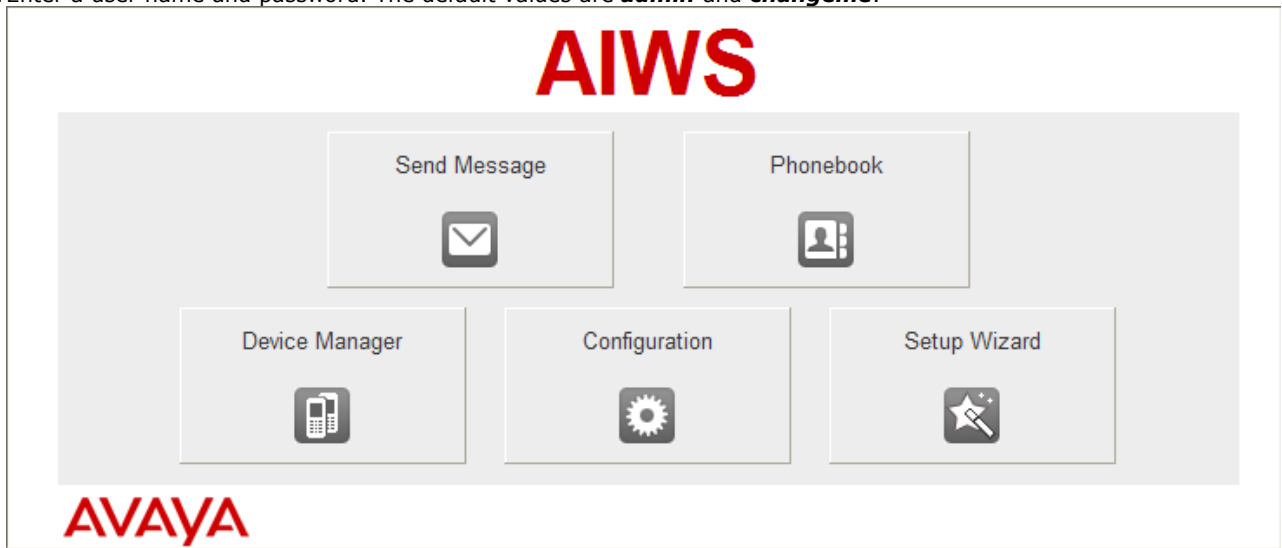 Enter a user name and password. The default values are admin and changeme.
AIWS
Send Message
Phonebook
Device Manager
Configuration
Setup Wizard
AVAYA